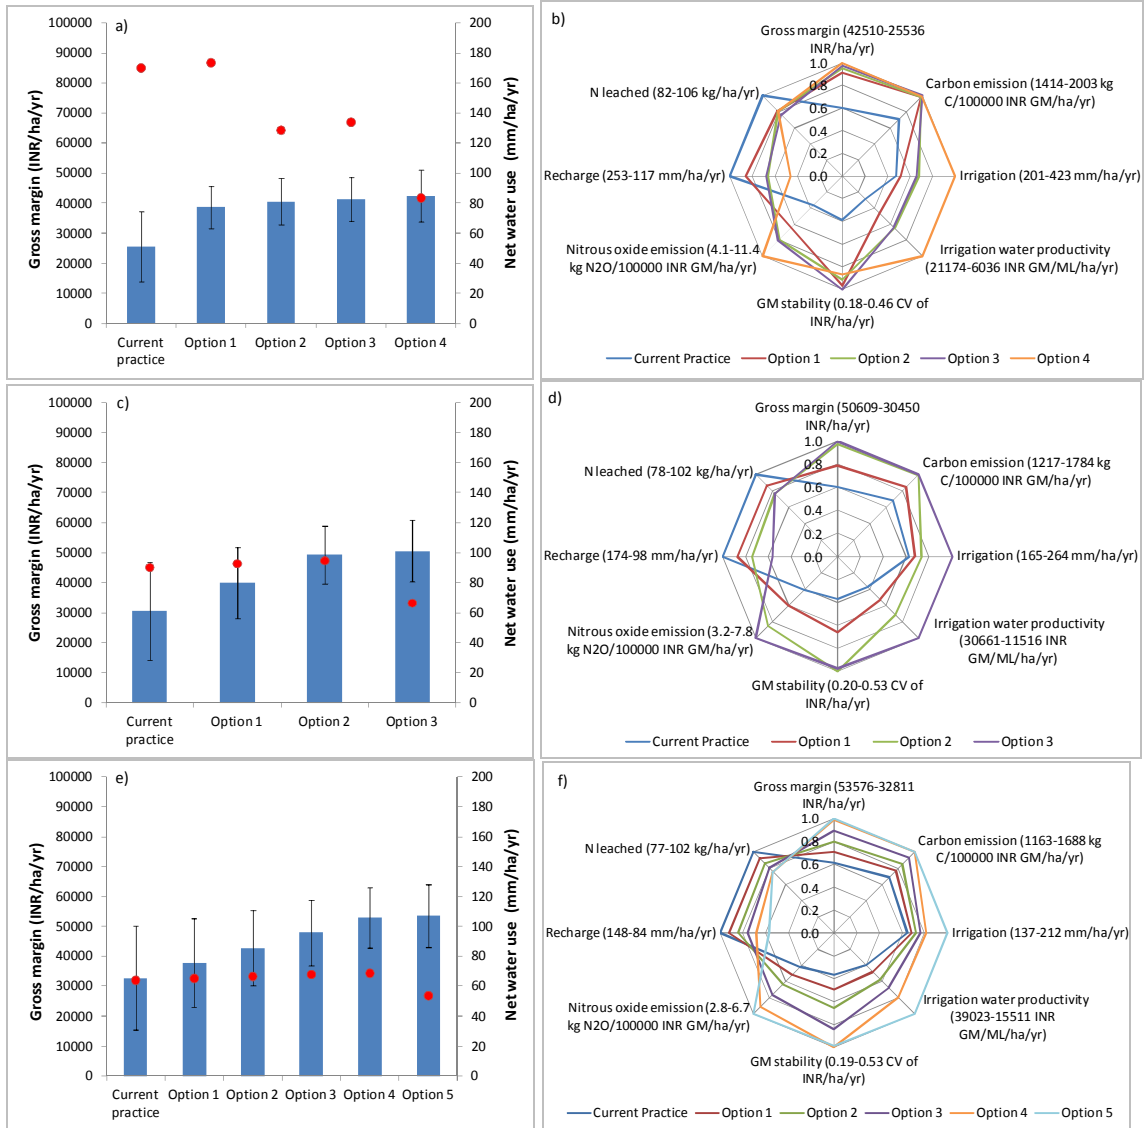 a)
Gross margin (INR/ha/yr)
100000
90000
80000
70000
60000
50000
40000
30000
20000
10000
0
200
180
160
140
120
100
80
60
40
20
0
Net water use (mm/ha/yr)
Current practice
Option 1
Option 2
Option 3
Option 4
b)
Gross margin (42510-25536
INR/ha/yr)
Carbon emission (1414-2003 kg
C/100000 INR GM/ha/yr)
Irrigation (201-423 mm/ha/yr)
Irrigation water productivity
(21174-6036 INR GM/ML/ha/yr)
GM stability (0.18-0.46 CV of
INR/ha/yr)
Nitrous oxide emission (4.1-11.4
kg N2O/100000 INR GM/ha/yr)
Recharge (253-117 mm/ha/yr)
N leached (82-106 kg/ha/yr)
1.0
0.8
0.6
0.4
0.2
0.0
Current Practice
Option 1
Option 2
Option 3
Option 4
c)
Gross margin (INR/ha/yr)
100000
90000
80000
70000
60000
50000
40000
30000
20000
10000
0
200
180
160
140
120
100
80
60
40
20
0
Net water use (mm/ha/yr)
Current
practice
Option 1
Option 2
Option 3
d)
Gross margin (50609-30450
INR/ha/yr)
Carbon emission (1217-1784 kg
C/100000 INR GM/ha/yr)
Irrigation (165-264 mm/ha/yr)
Irrigation water productivity
(30661-11516 INR
GM/ML/ha/yr)
GM stability (0.20-0.53 CV of
INR/ha/yr)
Nitrous oxide emission (3.2-7.8
kg N2O/100000 INR GM/ha/yr)
Recharge (174-98 mm/ha/yr)
N leached (78-102 kg/ha/yr)
1.0
0.8
0.6
0.4
0.2
0.0
Current Practice
Option 1
Option 2
Option 3
e)
Gross margin (INR/ha/yr)
100000
90000
80000
70000
60000
50000
40000
30000
20000
10000
0
200
180
160
140
120
100
80
60
40
20
0
Net water use (mm/ha/yr)
Current
practice
Option 1
Option 2
Option 3
Option 4
Option 5
f)
Gross margin (53576-32811
INR/ha/yr)
Carbon emission (1163-1688 kg
C/100000 INR GM/ha/yr)
Irrigation (137-212 mm/ha/yr)
Irrigation water productivity
(39023-15511 INR
GM/ML/ha/yr)
GM stability (0.19-0.53 CV of
INR/ha/yr)
Nitrous oxide emission (2.8-6.7
kg N2O/100000 INR GM/ha/yr)
Recharge (148-84 mm/ha/yr)
N leached (77-102 kg/ha/yr)
1.0
0.8
0.6
0.4
0.2
0.0
Current Practice
Option 1
Option 2
Option 3
Option 4
Option 5